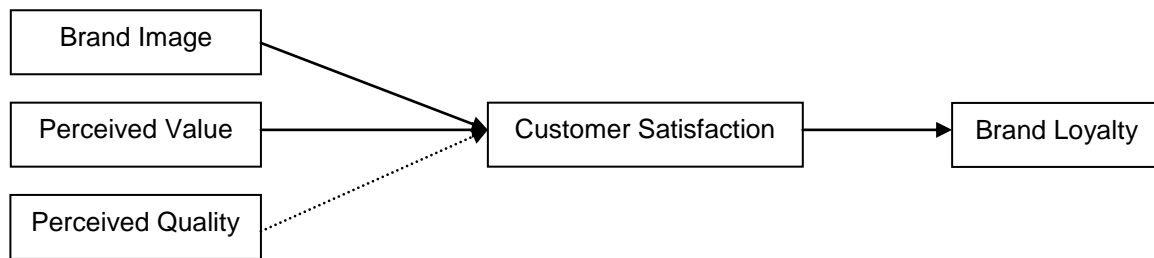 Brand Image
Perceived Value
Customer Satisfaction
Brand Loyalty
Perceived Quality